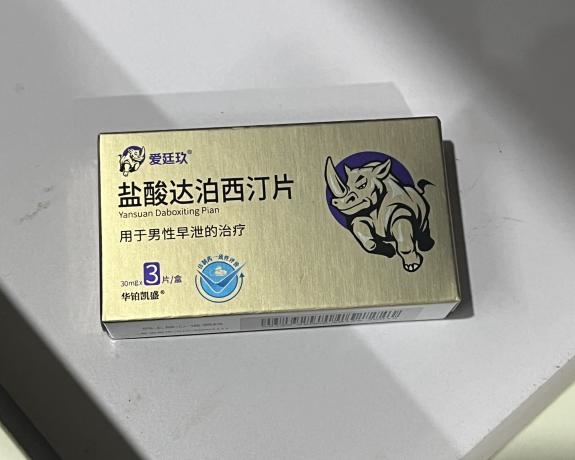 爱廷玖®
盐酸达泊西汀片
Yansuan Daboxiting Pian
用于男性早泄的治疗
30mg×3片/盒
华铂凯盛®